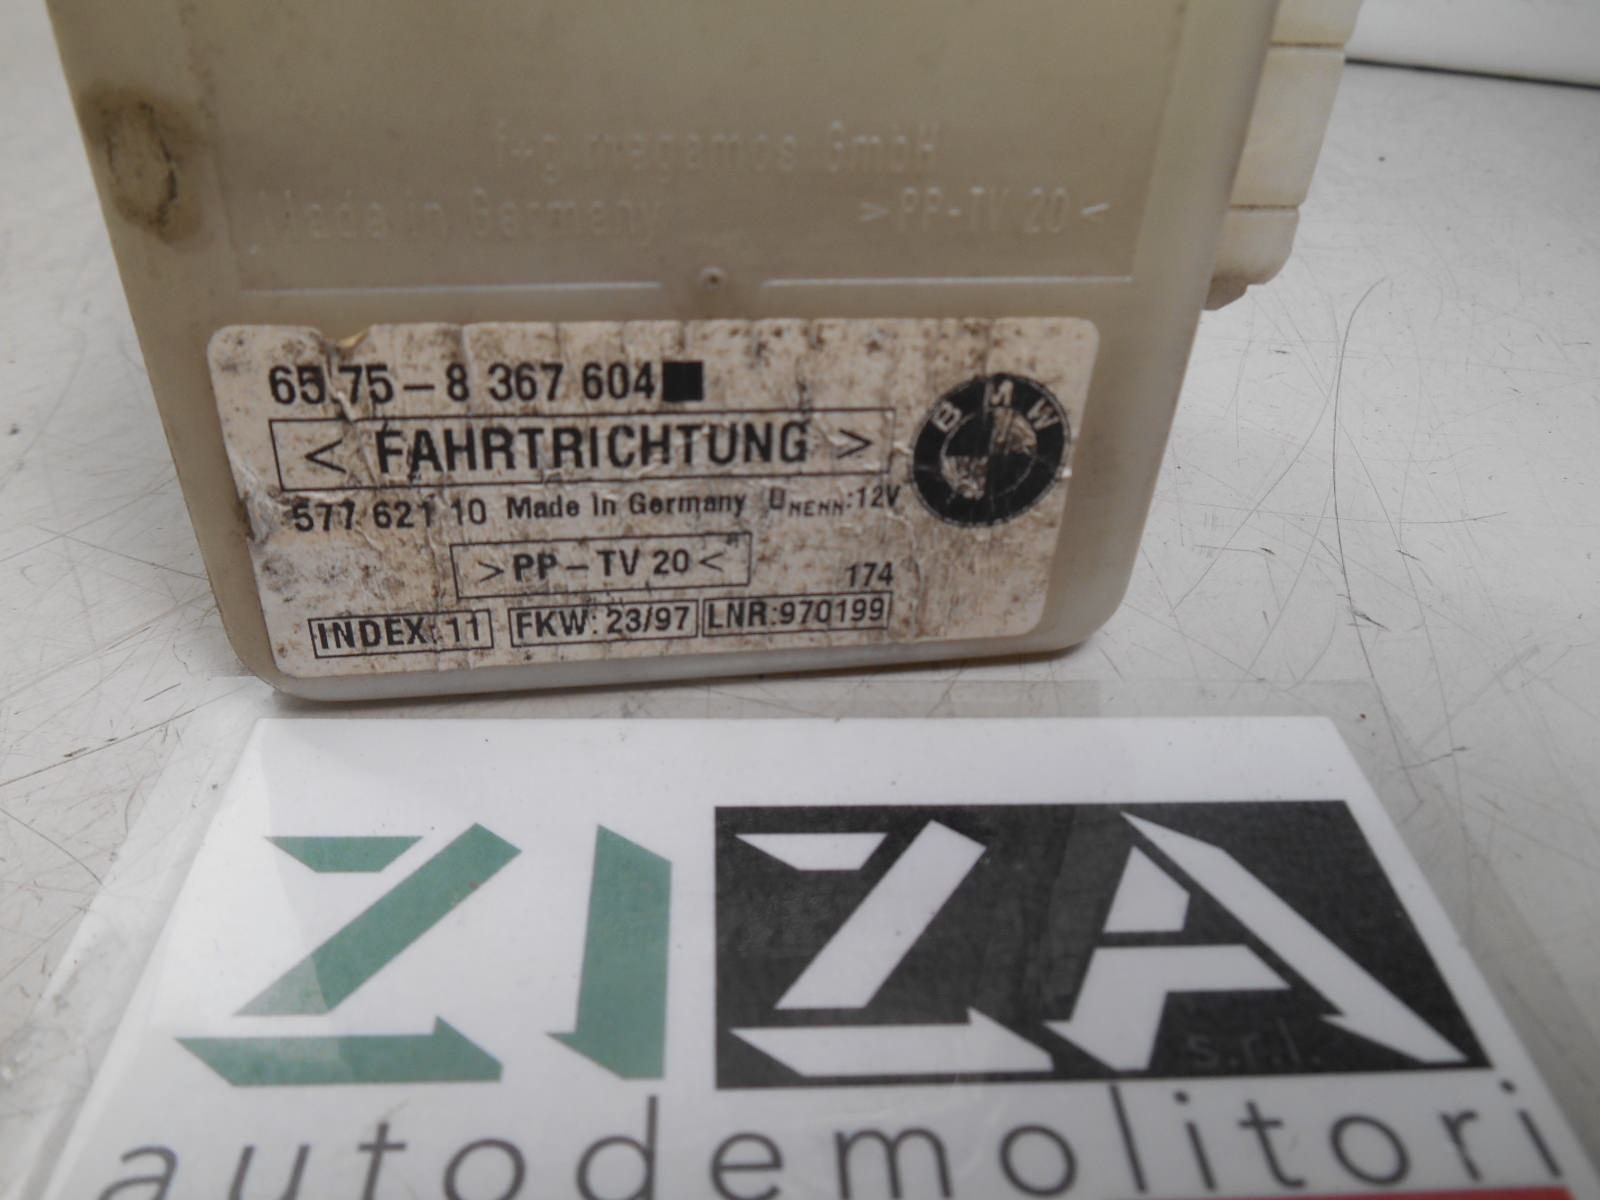 f+g megamos GmbH
Made in Germany >PP-TV 20<
65.75-8 367 604■
< FAHRTRICHTUNG >
BMW
577 621 10 Made In Germany UNENN:12V
>PP-TV 20<
174
INDEX: 11 FKW: 23/97 LNR:970199
ZIZA
s.r.l.
autodemolitori